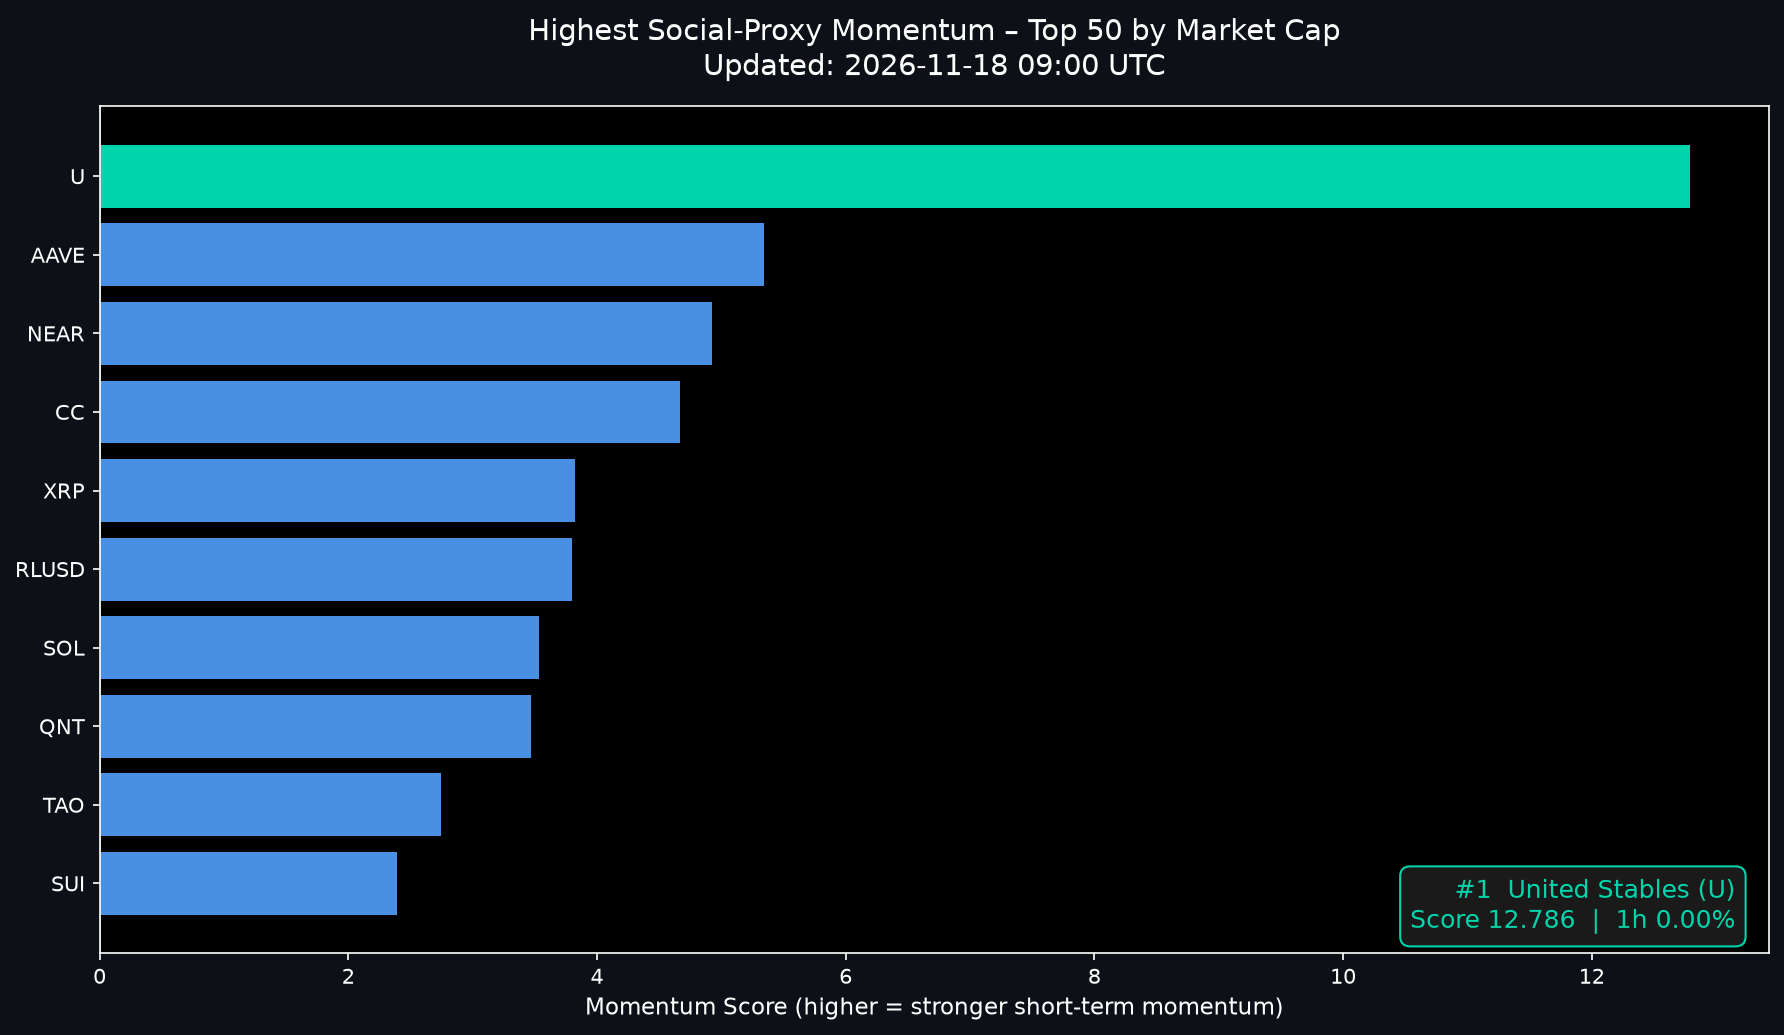 Highest Social-Proxy Momentum – Top 50 by Market Cap
Updated: 2026-11-18 09:00 UTC
U
AAVE
NEAR
CC
XRP
RLUSD
SOL
QNT
TAO
SUI
#1  United Stables (U)
Score 12.786  |  1h 0.00%
0 2 4 6 8 10 12
Momentum Score (higher = stronger short-term momentum)